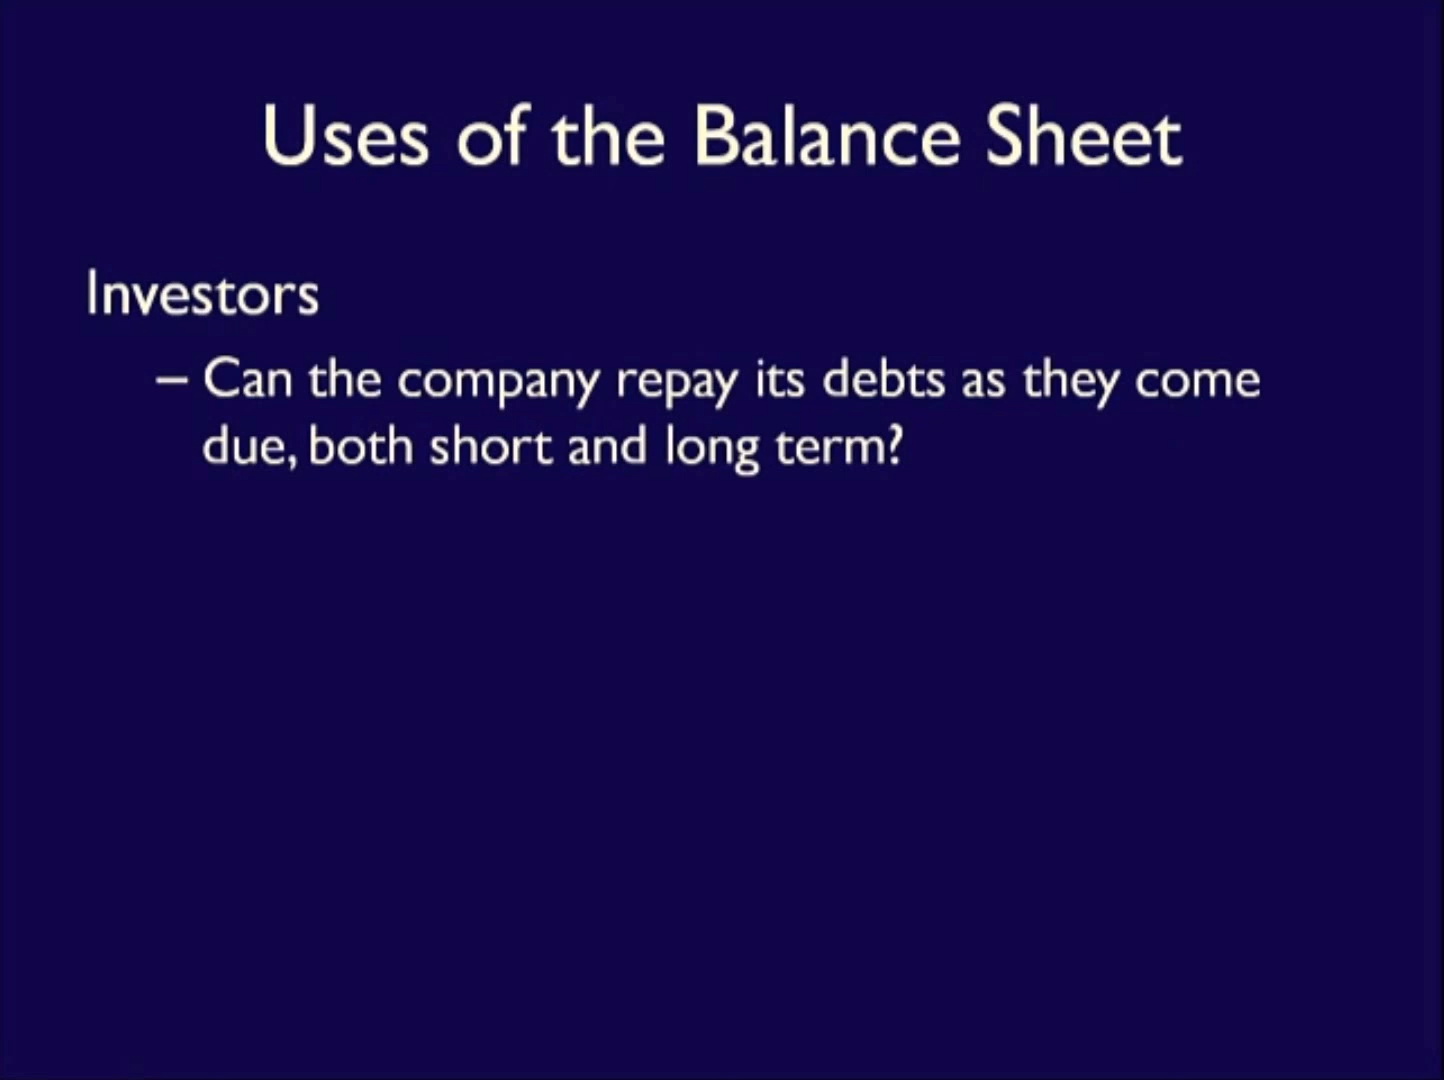 Uses of the Balance Sheet
Investors
– Can the company repay its debts as they come
due, both short and long term?